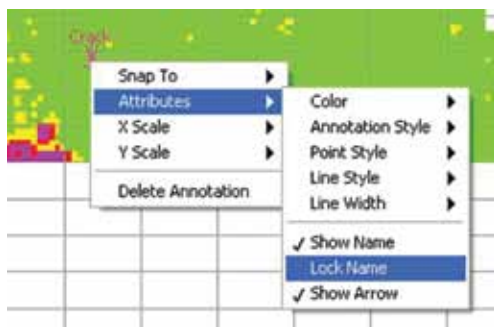 Crack
Snap To
Attributes
X Scale
Y Scale
Delete Annotation
Color
Annotation Style
Point Style
Line Style
Line Width
✓ Show Name
Lock Name
✓ Show Arrow